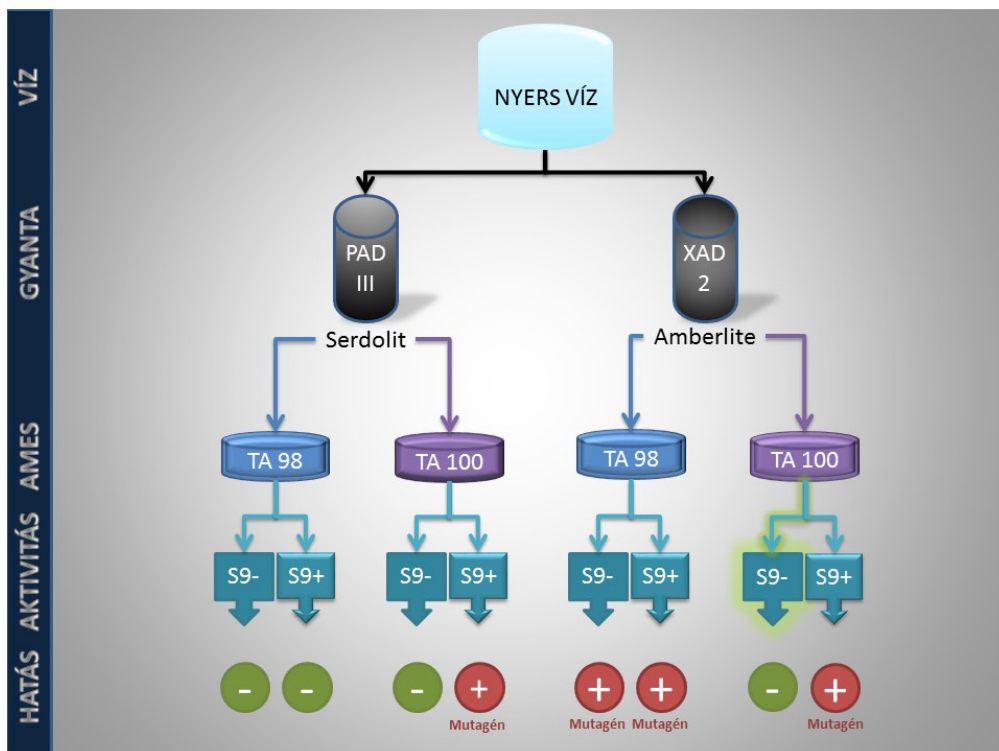 VÍZ
GYANTA
AMES
AKTIVITÁS
HATÁS
NYERS VÍZ
PAD
III
XAD
2
Serdolit
Amberlite
TA 98
TA 100
TA 98
TA 100
S9-
S9+
S9-
S9+
S9-
S9+
S9-
S9+
-
-
-
+
+
+
-
+
Mutagén
Mutagén
Mutagén
Mutagén